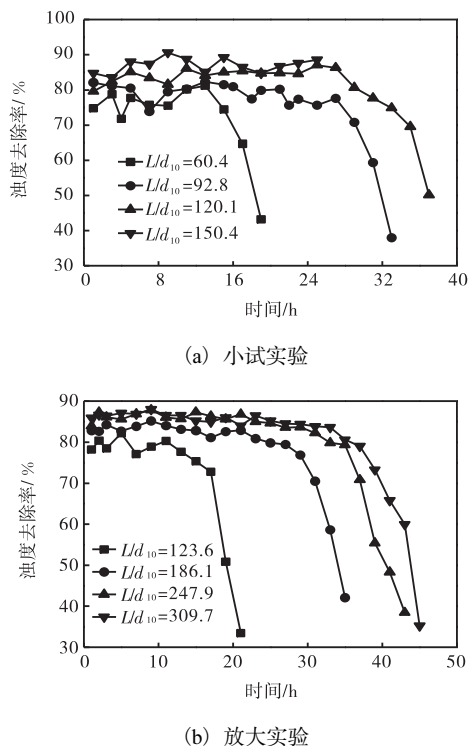 100
90
80
70
60
50
40
30
浊度去除率/%
L/d10=60.4
L/d10=92.8
L/d10=120.1
L/d10=150.4
0 8 16 24 32 40
时间/h
(a) 小试实验
90
80
70
60
50
40
30
浊度去除率/%
L/d10=123.6
L/d10=186.1
L/d10=247.9
L/d10=309.7
0 10 20 30 40 50
时间/h
(b) 放大实验